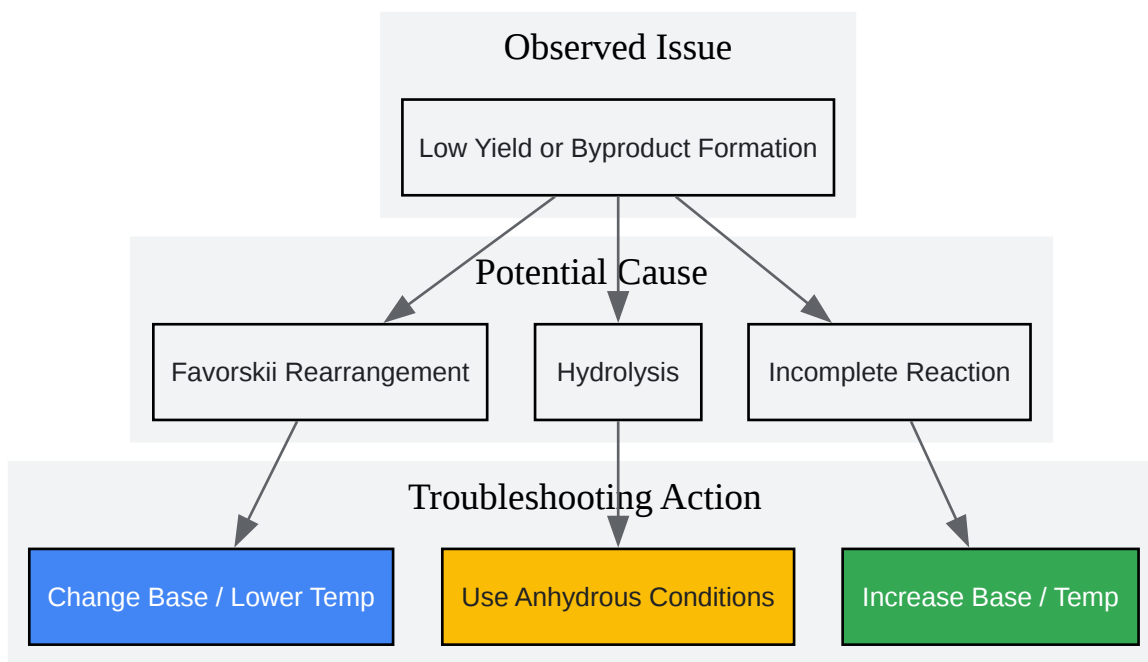 Observed Issue
Low Yield or Byproduct Formation
Potential Cause
Favorskii Rearrangement
Hydrolysis
Incomplete Reaction
Troubleshooting Action
Change Base / Lower Temp
Use Anhydrous Conditions
Increase Base / Temp